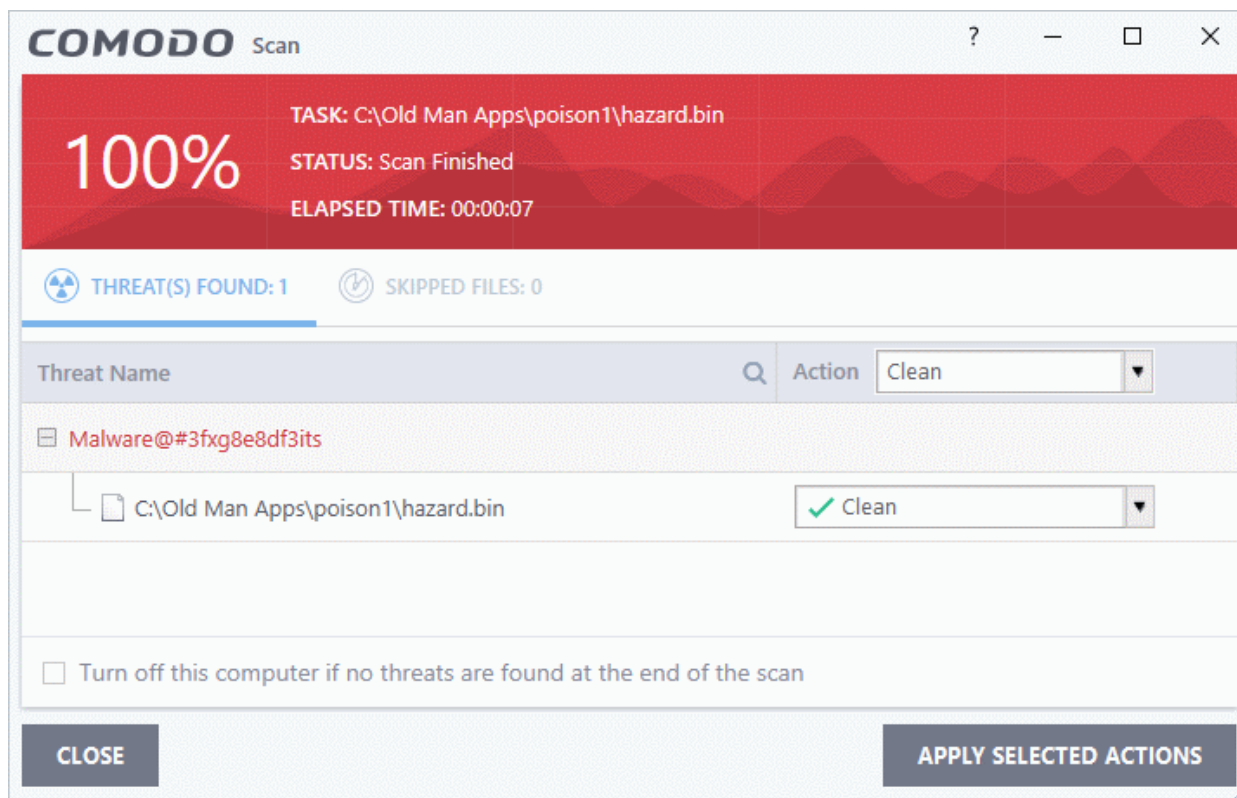 COMODO Scan
?
100%
TASK: C:\Old Man Apps\poison1\hazard.bin
STATUS: Scan Finished
ELAPSED TIME: 00:00:07
THREAT(S) FOUND: 1 SKIPPED FILES: 0
Threat Name Action Clean
Malware@#3fxg8e8df3its
C:\Old Man Apps\poison1\hazard.bin Clean
Turn off this computer if no threats are found at the end of the scan
CLOSE APPLY SELECTED ACTIONS